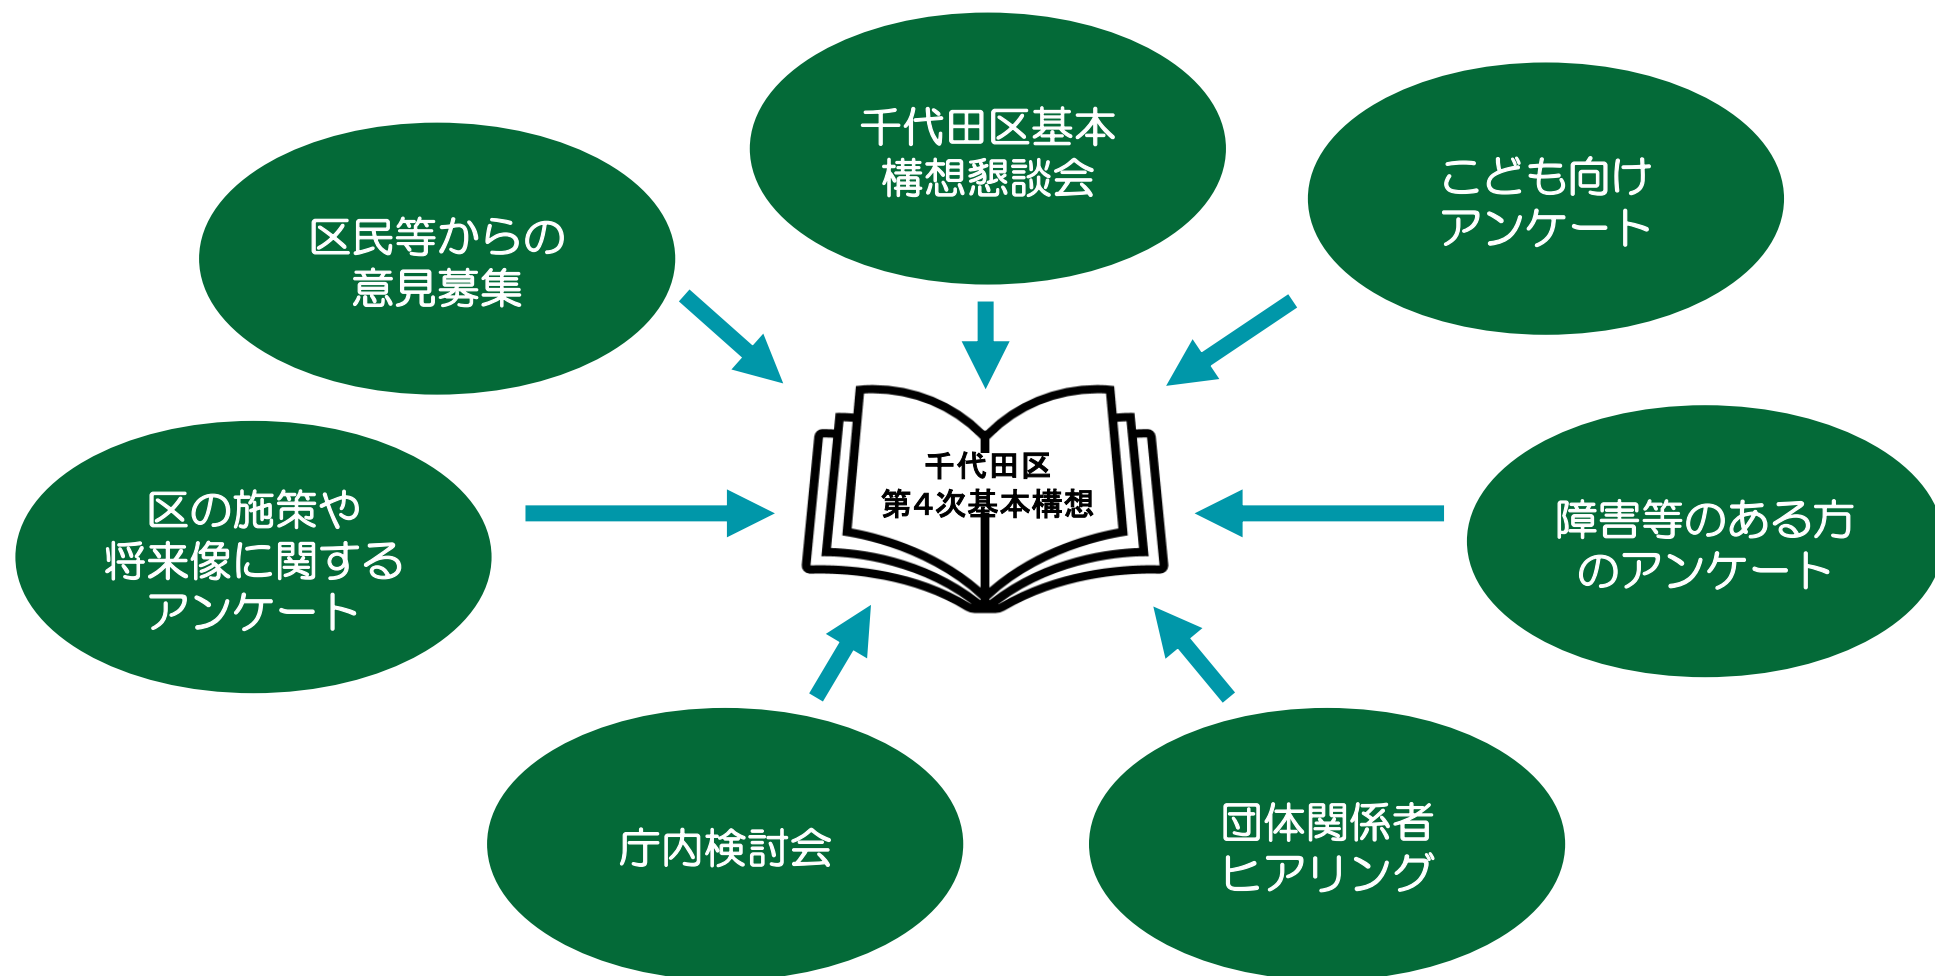 千代田区基本
構想懇談会
こども向け
アンケート
区民等からの
意見募集
千代田区
第4次基本構想
区の施策や
将来像に関する
アンケート
障害等のある方
のアンケート
庁内検討会
団体関係者
ヒアリング